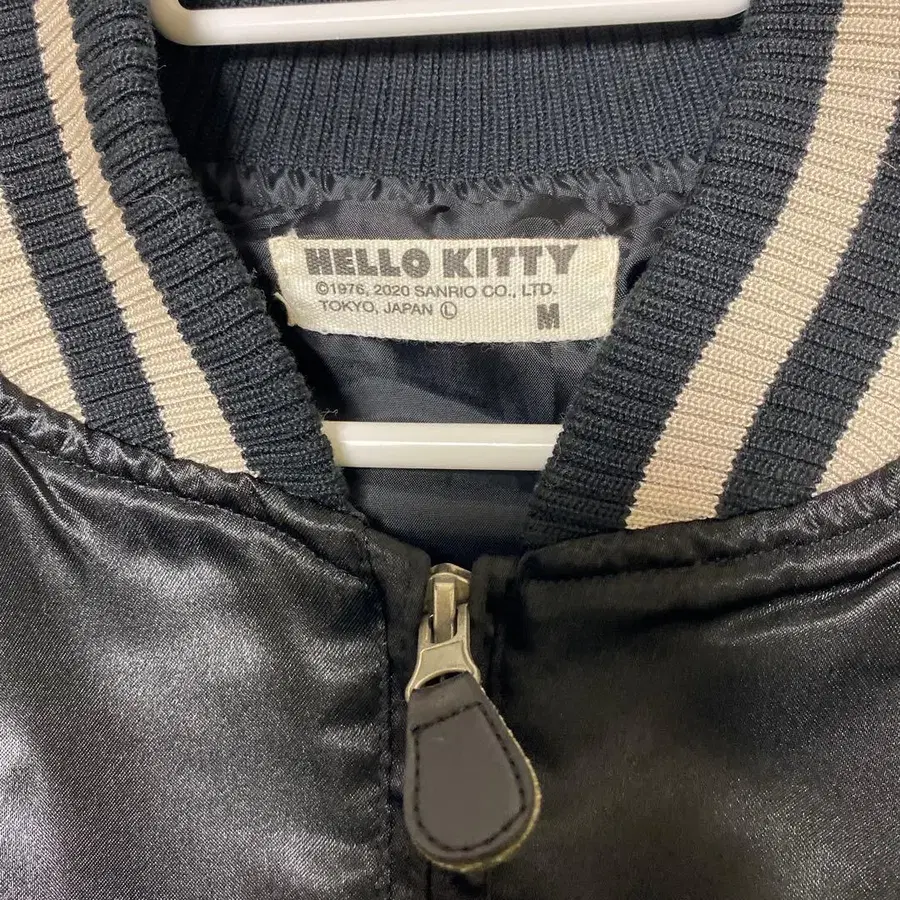 HELLO KITTY
©1976, 2020 SANRIO CO., LTD.
TOKYO, JAPAN Ⓛ
M